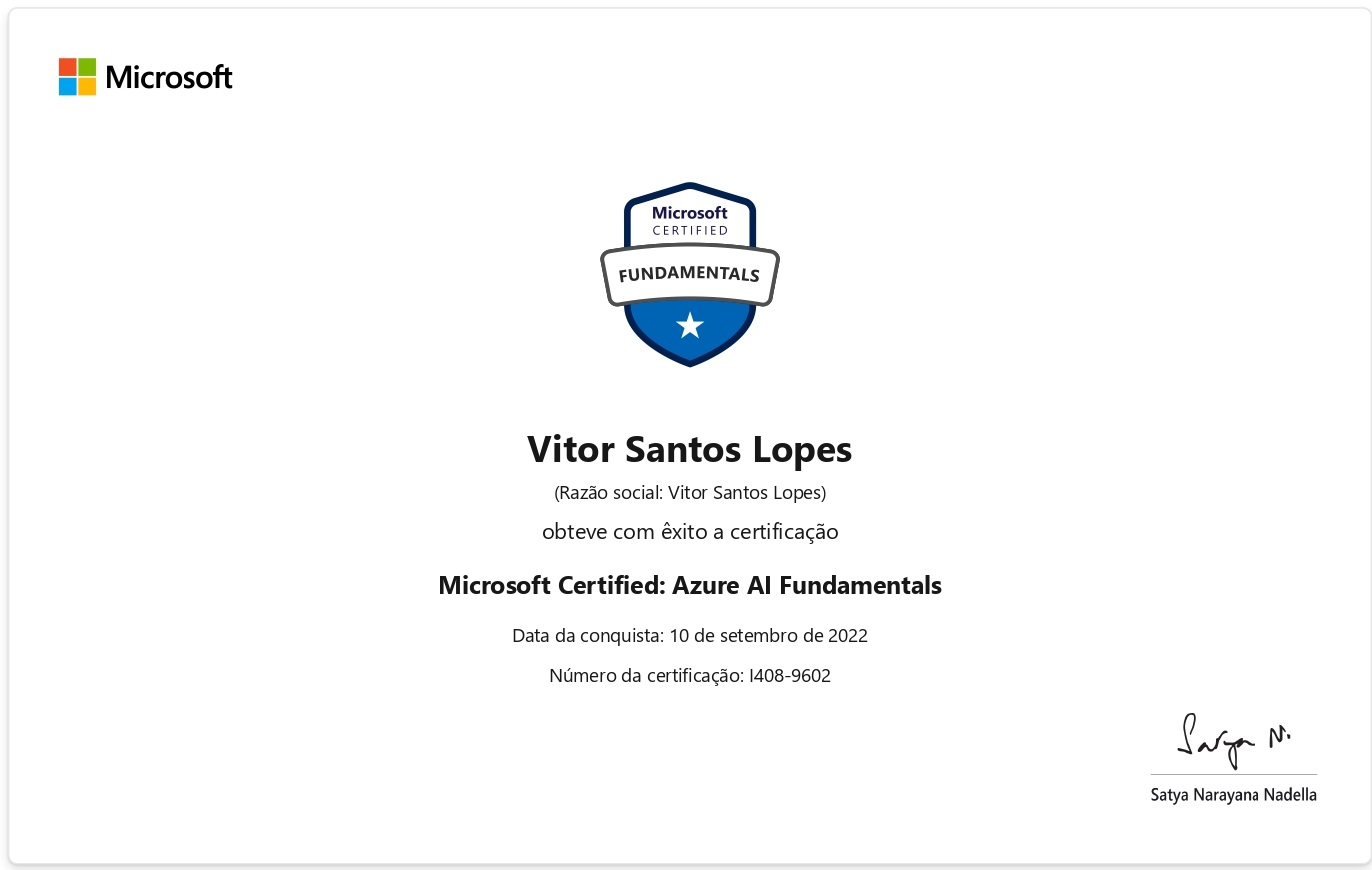 Microsoft
Microsoft
CERTIFIED
FUNDAMENTALS
Vitor Santos Lopes
(Razão social: Vitor Santos Lopes)
obteve com êxito a certificação
Microsoft Certified: Azure AI Fundamentals
Data da conquista: 10 de setembro de 2022
Número da certificação: I408-9602
Satya N.
Satya Narayana Nadella